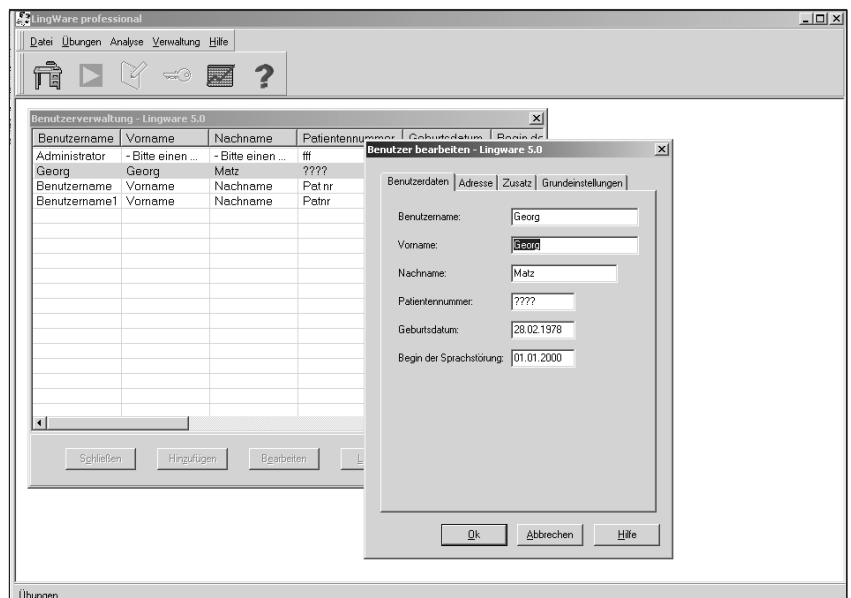 LingWare professional
Datei Übungen Analyse Verwaltung Hilfe
Benutzerverwaltung - Lingware 5.0
Benutzername Vorname Nachname Patientennummer Geburtsdatum Begin de
Administrator - Bitte einen ... - Bitte einen ... fff
Georg Georg Matz ????
Benutzername Vorname Nachname Pat nr
Benutzername1 Vorname Nachname Patnr
Schließen Hinzufügen Bearbeiten L
Benutzer bearbeiten - Lingware 5.0
Benutzerdaten Adresse Zusatz Grundeinstellungen
Benutzername: Georg
Vorname: Georg
Nachname: Matz
Patientennummer: ????
Geburtsdatum: 28.02.1978
Begin der Sprachstörung: 01.01.2000
Ok Abbrechen Hilfe
Übungen